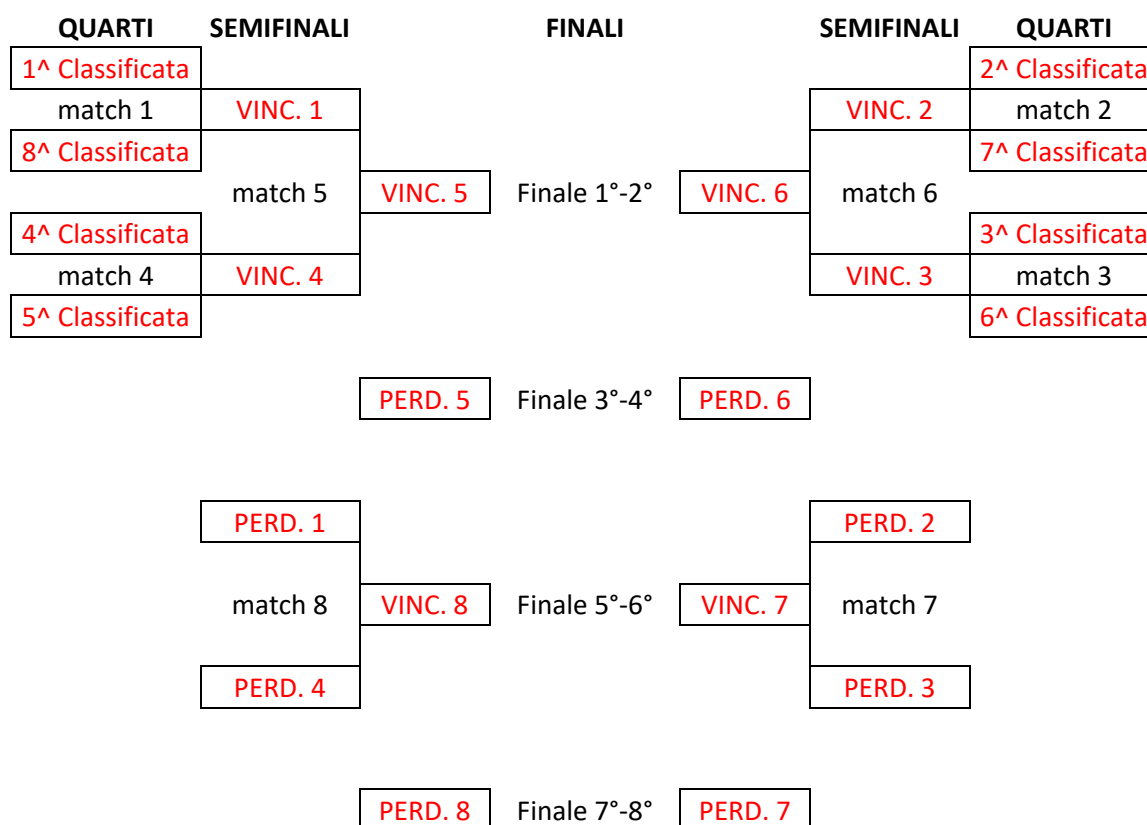 QUARTI SEMIFINALI FINALI SEMIFINALI QUARTI
1^ Classificata 2^ Classificata
match 1 VINC. 1 VINC. 2 match 2
8^ Classificata 7^ Classificata
match 5 VINC. 5 Finale 1°-2° VINC. 6 match 6
4^ Classificata 3^ Classificata
match 4 VINC. 4 VINC. 3 match 3
5^ Classificata 6^ Classificata
PERD. 5 Finale 3°-4° PERD. 6
PERD. 1 PERD. 2
match 8 VINC. 8 Finale 5°-6° VINC. 7 match 7
PERD. 4 PERD. 3
PERD. 8 Finale 7°-8° PERD. 7